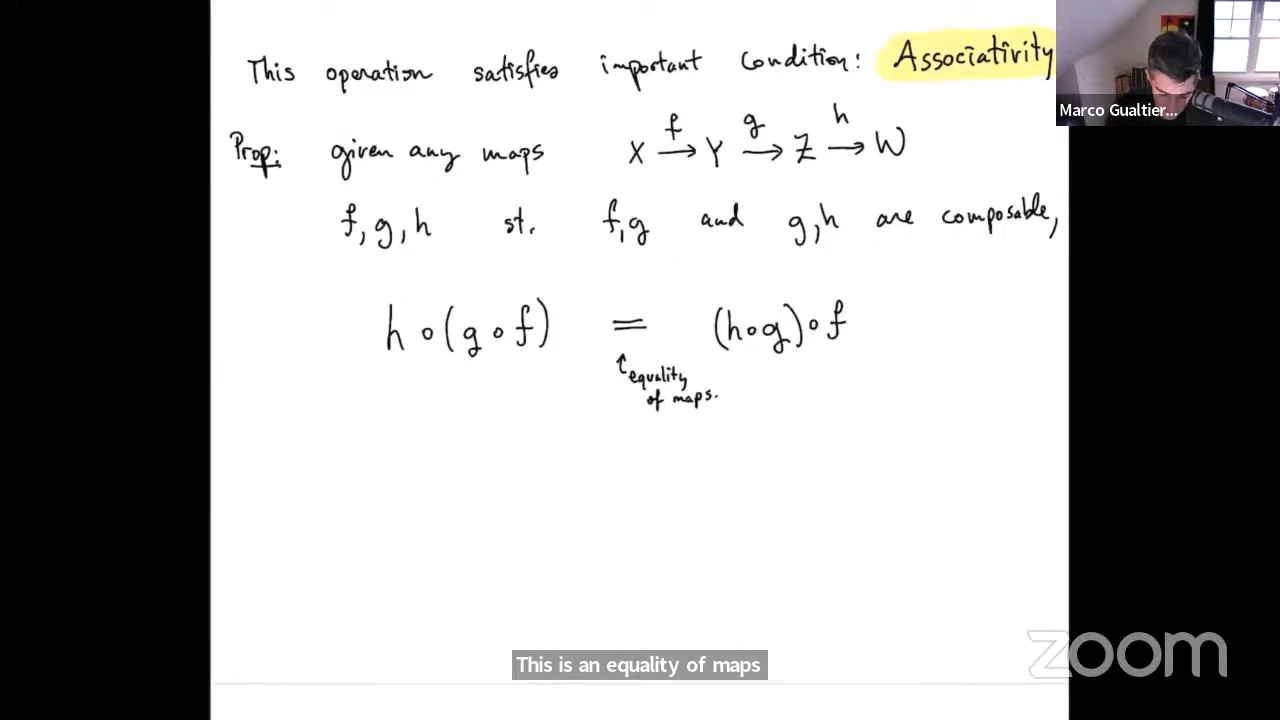 This operation satisfies important condition: Associativity
Marco Gualtier...
Prop: given any maps X →f Y →g Z →h W
f, g, h st. f,g and g,h are composable,
h ∘ (g ∘ f) = (h∘g) ∘ f
↑ equality
of maps.
This is an equality of maps
zoom